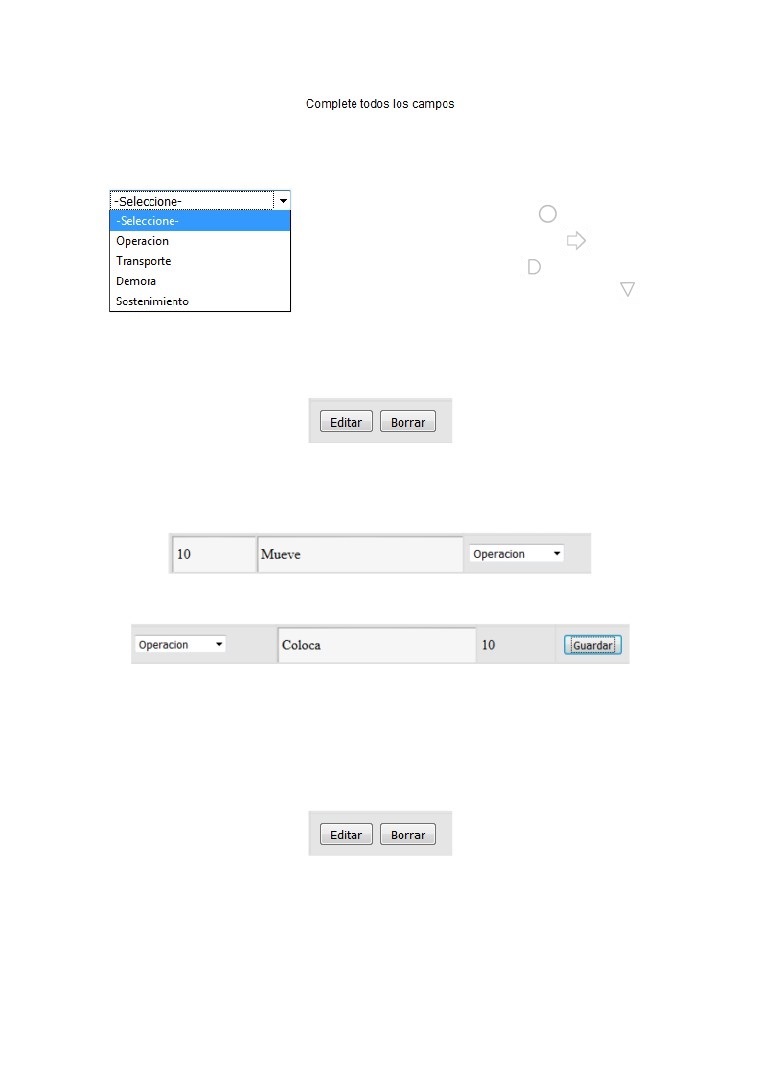 Complete todos los campos
-Seleccione-
-Seleccione-
Operacion
Transporte
Demora
Sostenimiento
Editar Borrar
10 Mueve Operacion
Operacion Coloca 10 Guardar
Editar Borrar